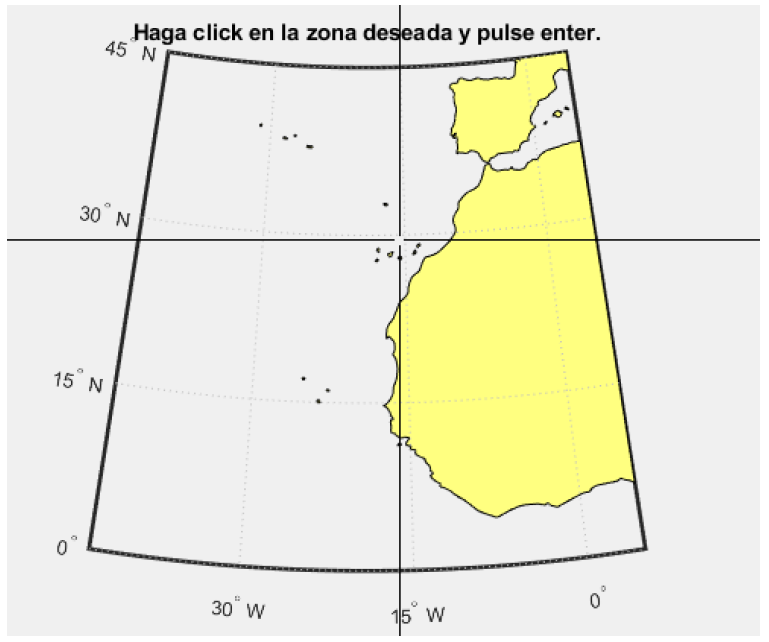 Haga click en la zona deseada y pulse enter.
45° N
30° N
15° N
0°
30° W
15° W
0°